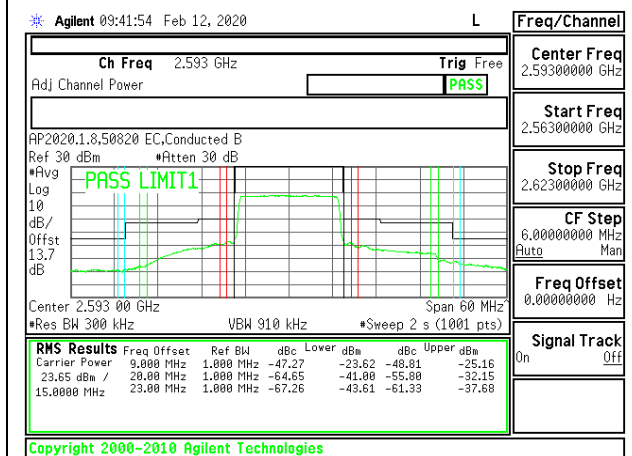 Agilent 09:41:54 Feb 12, 2020 L
Freq/Channel
Ch Freq 2.593 GHz Trig Free
Adj Channel Power PASS
AP2020.1.8,50820 EC,Conducted B
Ref 30 dBm #Atten 30 dB
#Avg
Log
10
dB/
Offst
13.7
dB
PASS LIMIT1
Center 2.593 00 GHz Span 60 MHz^
#Res BW 300 kHz VBW 910 kHz #Sweep 2 s (1001 pts)
RMS Results Freq Offset Ref BW dBc Lower dBm dBc Upper dBm
Carrier Power 9.000 MHz 1.000 MHz -47.27 -23.62 -48.81 -25.16
23.65 dBm / 20.00 MHz 1.000 MHz -64.65 -41.00 -55.80 -32.15
15.0000 MHz 23.00 MHz 1.000 MHz -67.26 -43.61 -61.33 -37.68
Center Freq
2.59300000 GHz
Start Freq
2.56300000 GHz
Stop Freq
2.62300000 GHz
CF Step
6.00000000 MHz
Auto Man
Freq Offset
0.00000000 Hz
Signal Track
On Off
Copyright 2000-2010 Agilent Technologies